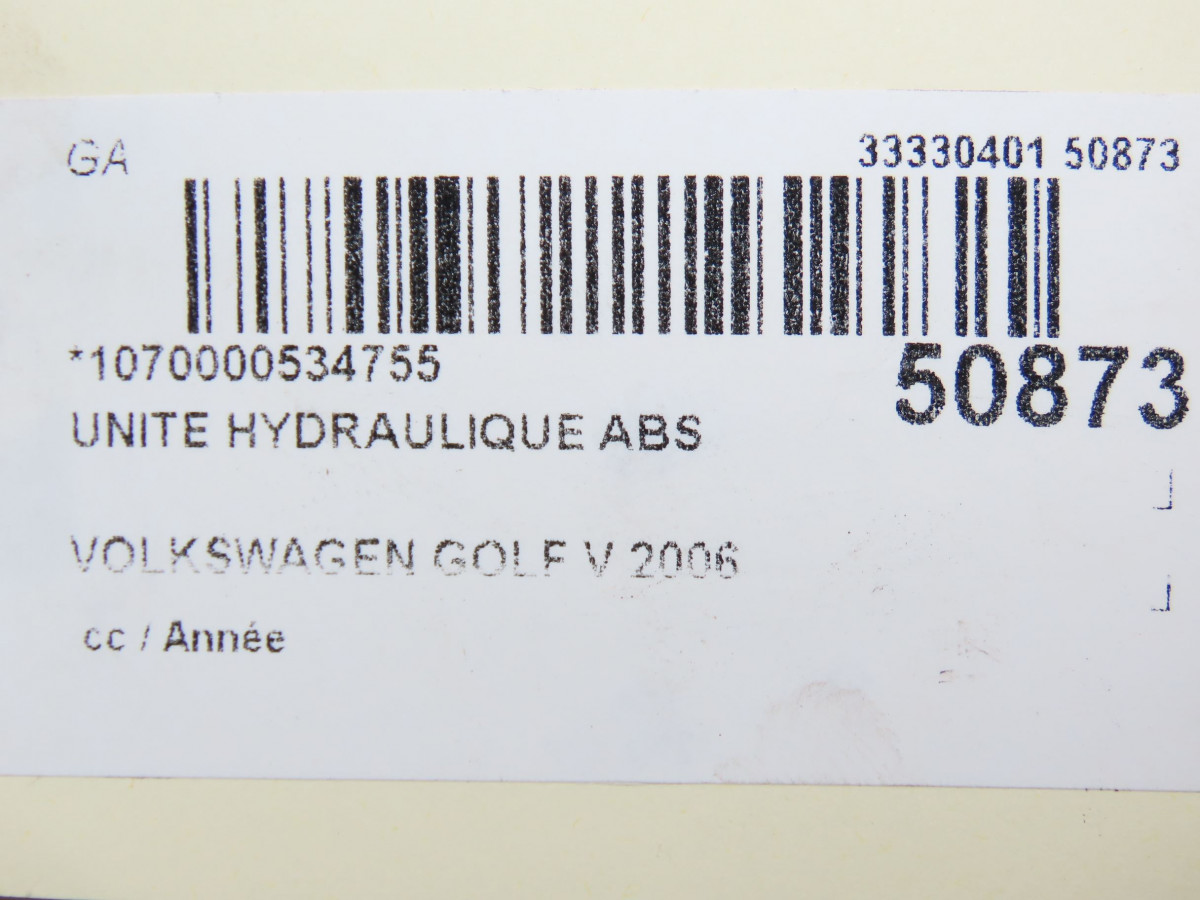 GA
33330401 50873
*1070000534755
50873
UNITE HYDRAULIQUE ABS
VOLKSWAGEN GOLF V 2006
cc / Année